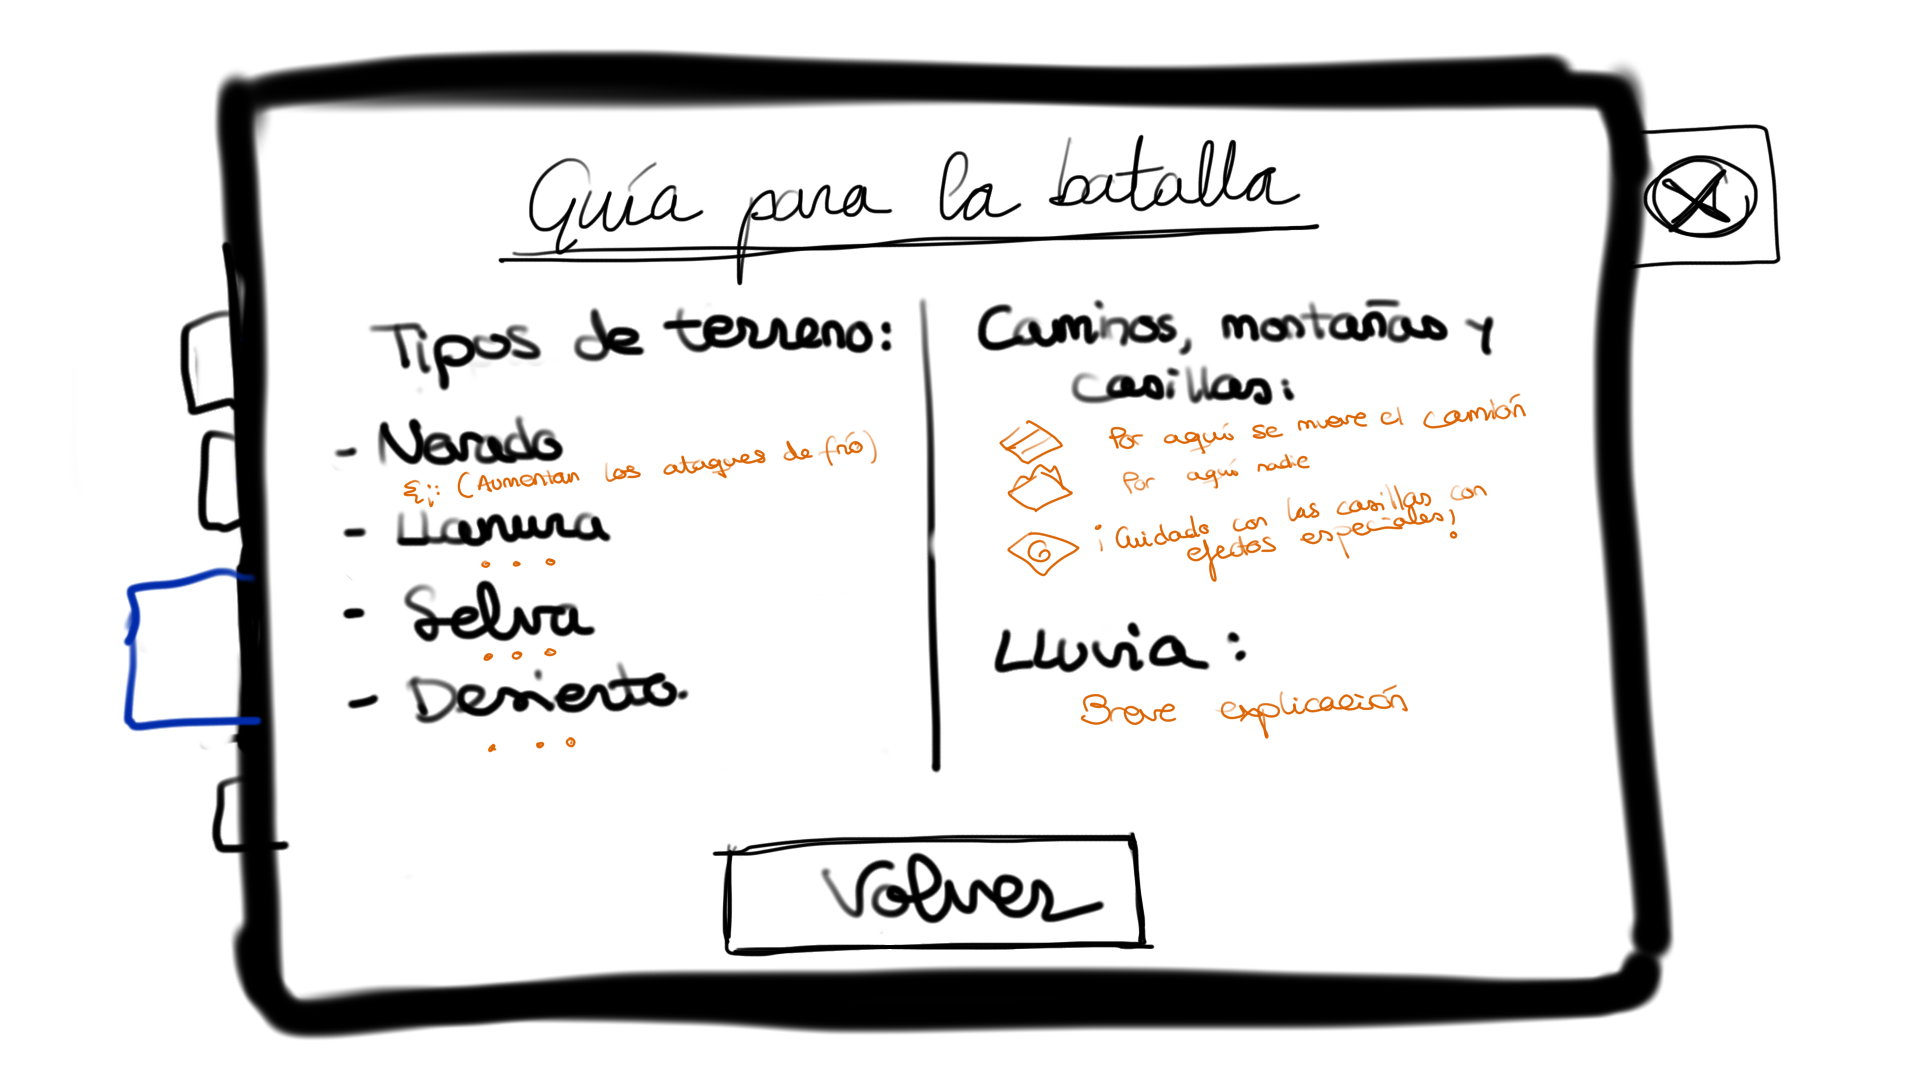 Guía para la batalla
Tipos de terreno:
- Nevado
Ej: (Aumentan los ataques de frío)
- Llanura
...
- Selva
...
- Desierto.
...
Caminos, montañas y
casillas:
Por aquí se mueve el camión
Por aquí nadie
¡Cuidado con las casillas con
efectos especiales!
Lluvia:
Breve explicación
Volver
X